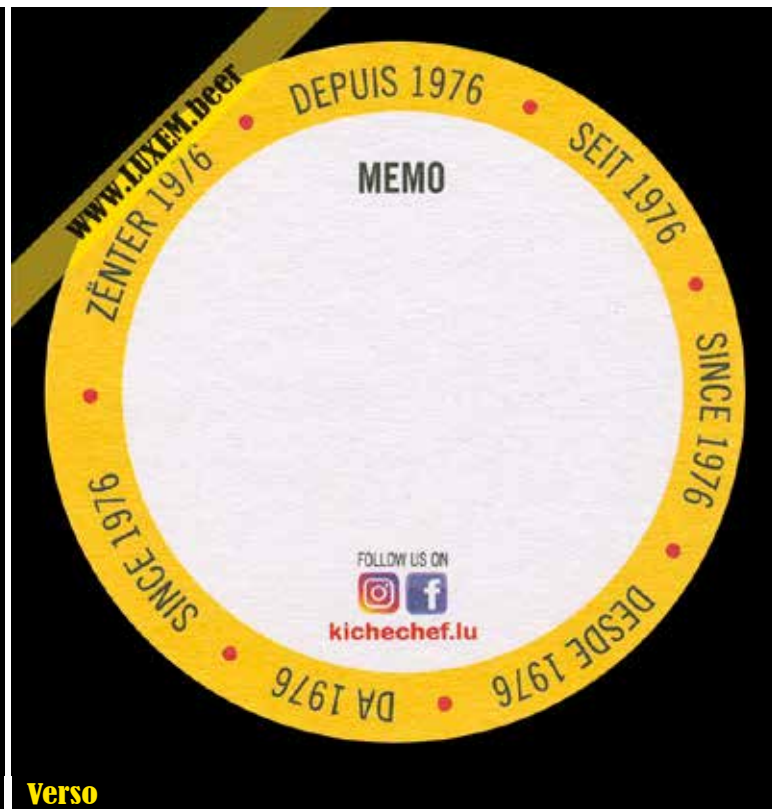 www.LUXEM.beer
DEPUIS 1976
SEIT 1976
SINCE 1976
DESDE 1976
DA 1976
SINCE 1976
ZËNTER 1976
MEMO
FOLLOW US ON
kichechef.lu
Verso